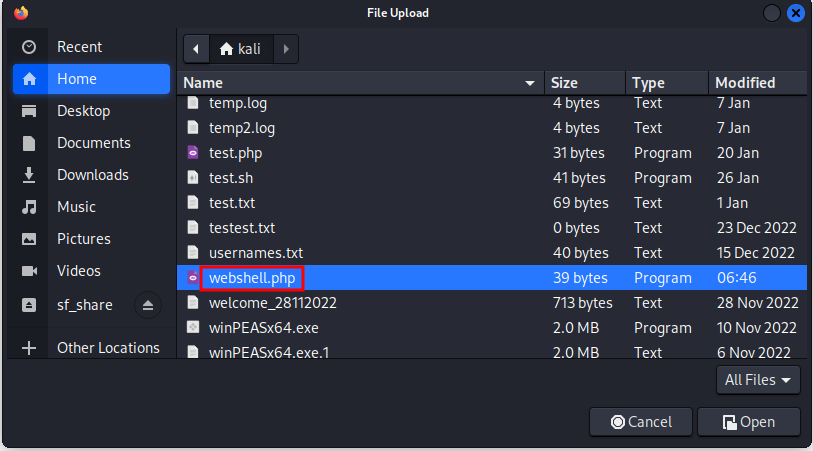 File Upload
Recent
Home
Desktop
Documents
Downloads
Music
Pictures
Videos
sf_share
Other Locations
kali
Name Size Type Modified
temp.log 4 bytes Text 7 Jan
temp2.log 4 bytes Text 7 Jan
test.php 31 bytes Program 20 Jan
test.sh 41 bytes Program 26 Jan
test.txt 69 bytes Text 1 Jan
testest.txt 0 bytes Text 23 Dec 2022
usernames.txt 40 bytes Text 15 Dec 2022
webshell.php 39 bytes Program 06:46
welcome_28112022 713 bytes Text 28 Nov 2022
winPEASx64.exe 2.0 MB Program 10 Nov 2022
winPEASx64.exe.1 2.0 MB Text 6 Nov 2022
All Files
Cancel Open